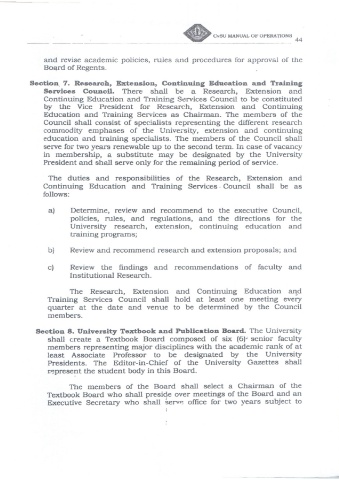 CvSU MANUAL OF OPERATIONS
44
and revise academic policies, rules and procedures for approval of the
Board of Regents.
Section 7. Research, Extension, Continuing Education and Training
Services Council. There shall be a Research, Extension and
Continuing Education and Training Services Council to be constituted
by the Vice President for Research, Extension and Continuing
Education and Training Services as Chairman. The members of the
Council shall consist of specialists representing the different research
commodity emphases of the University, extension and continuing
education and training specialists. The members of the Council shall
serve for two years renewable up to the second term. In case of vacancy
in membership, a substitute may be designated by the University
President and shall serve only for the remaining period of service.
The duties and responsibilities of the Research, Extension and
Continuing Education and Training Services Council shall be as
follows:
a) Determine, review and recommend to the executive Council,
policies, rules, and regulations, and the directions for the
University research, extension, continuing education and
training programs;
b) Review and recommend research and extension proposals; and
c) Review the findings and recommendations of faculty and
Institutional Research.
The Research, Extension and Continuing Education and
Training Services Council shall hold at least one meeting every
quarter at the date and venue to be determined by the Council
members.
Section 8. University Textbook and Publication Board. The University
shall create a Textbook Board composed of six (6) senior faculty
members representing major disciplines with the academic rank of at
least Associate Professor to be designated by the University
Presidents. The Editor-in-Chief of the University Gazettes shall
represent the student body in this Board.
The members of the Board shall select a Chairman of the
Textbook Board who shall preside over meetings of the Board and an
Executive Secretary who shall serve office for two years subject to